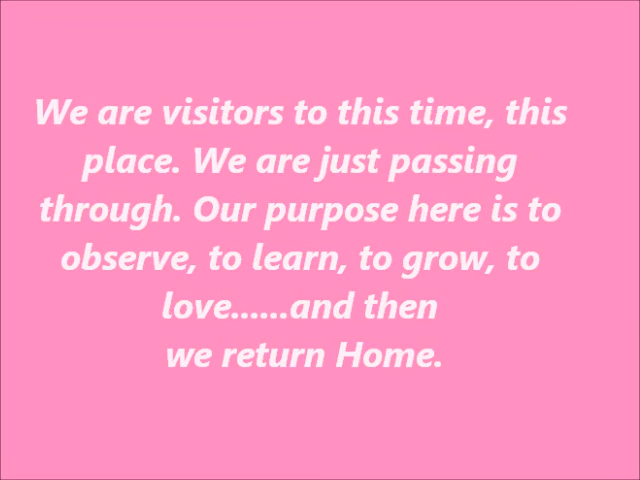 We are visitors to this time, this
place. We are just passing
through. Our purpose here is to
observe, to learn, to grow, to
love......and then
we return Home.